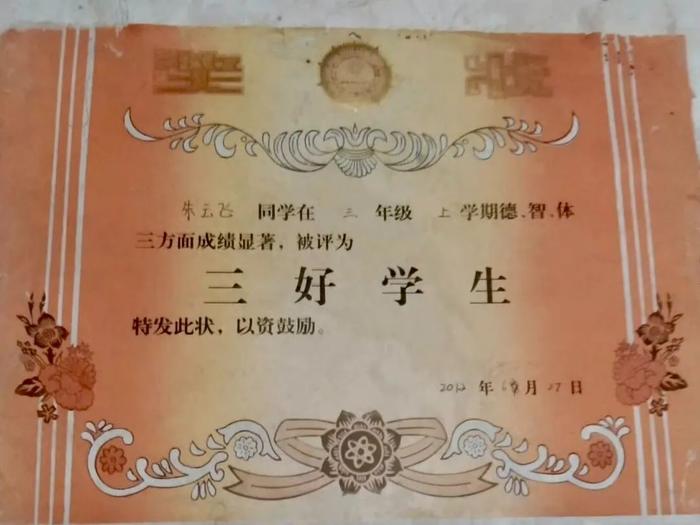 奖状
朱云飞 同学在 三 年级 上 学期德、智、体
三方面成绩显著，被评为
三好学生
特发此状，以资鼓励。
2012 年 6 月 27 日